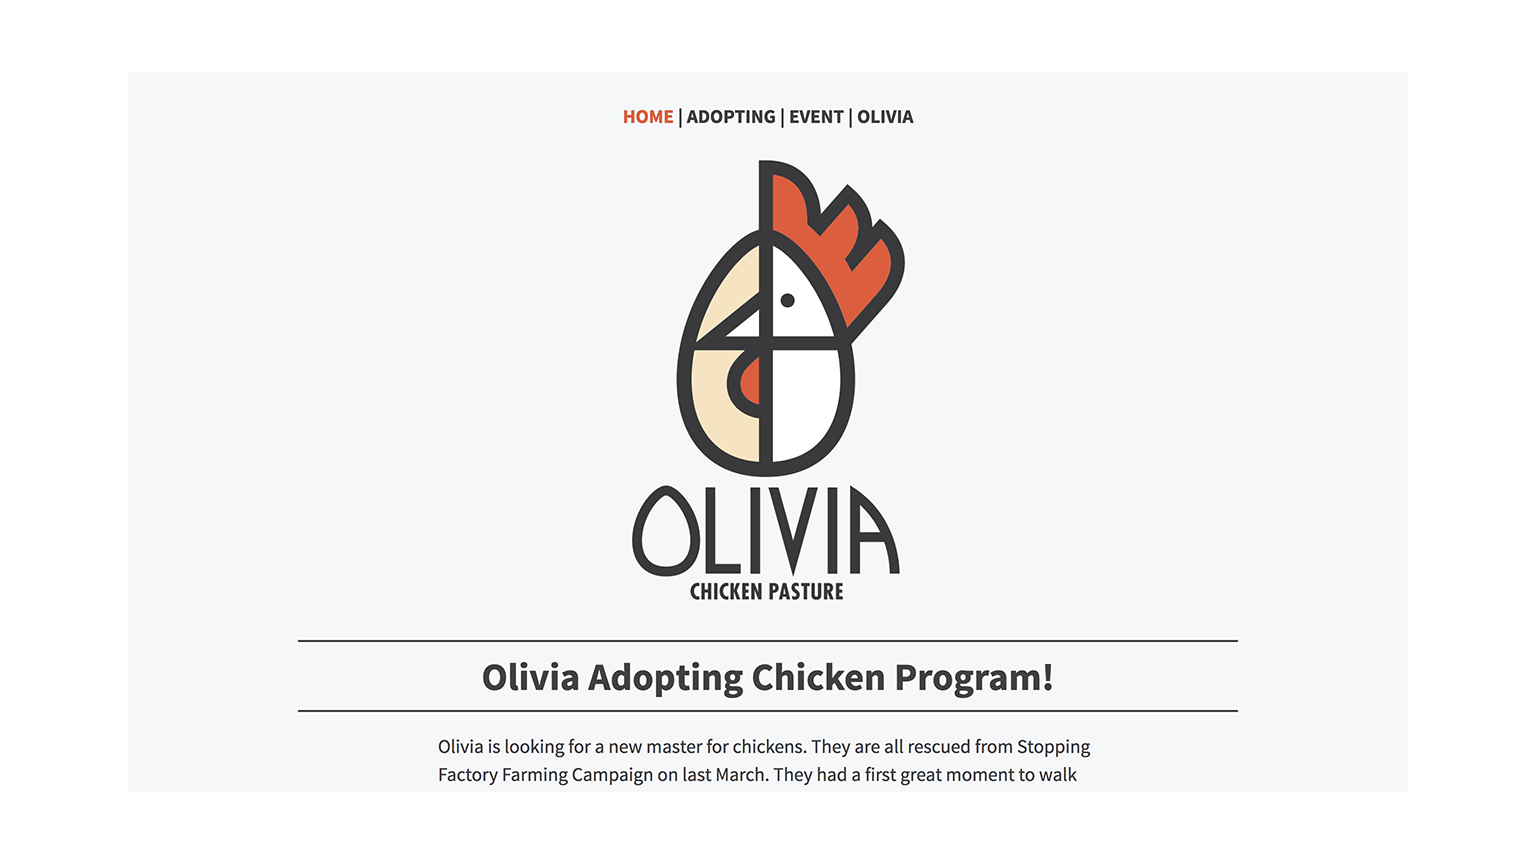 HOME | ADOPTING | EVENT | OLIVIA
OLIVIA
CHICKEN PASTURE
Olivia Adopting Chicken Program!
Olivia is looking for a new master for chickens. They are all rescued from Stopping
Factory Farming Campaign on last March. They had a first great moment to walk